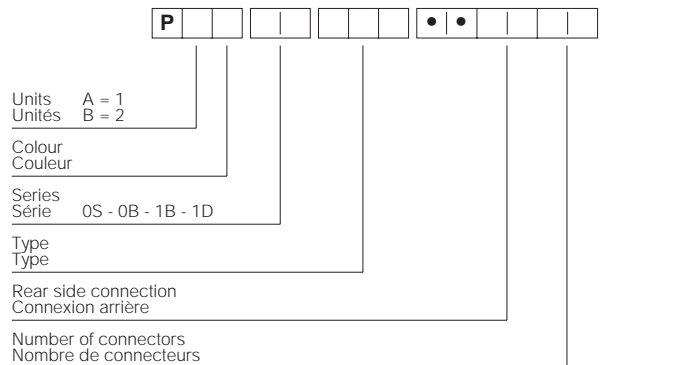 P • •
Units A = 1
Unités B = 2
Colour
Couleur
Series
Série 0S - 0B - 1B - 1D
Type
Type
Rear side connection
Connexion arrière
Number of connectors
Nombre de connecteurs